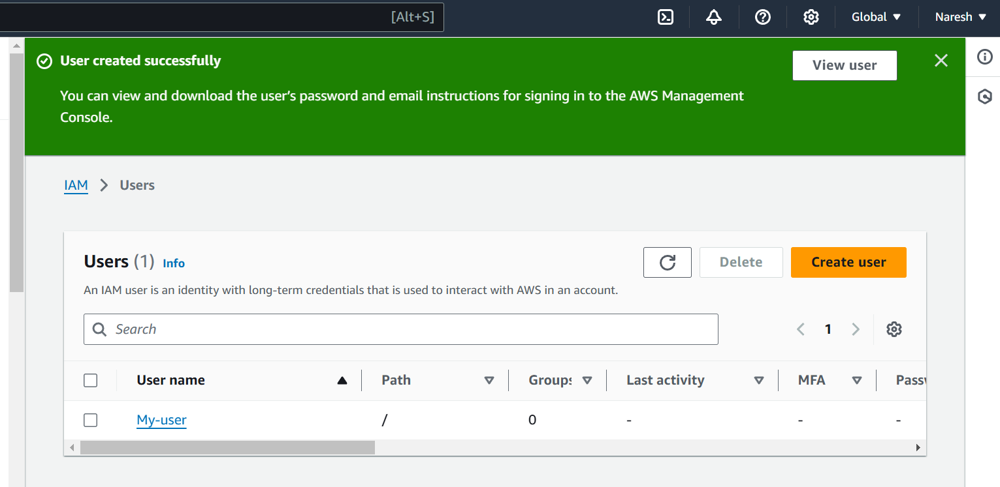 [Alt+S]
Global
Naresh
User created successfully
View user
You can view and download the user's password and email instructions for signing in to the AWS Management
Console.
IAM
Users
Users (1) Info
Delete
Create user
An IAM user is an identity with long-term credentials that is used to interact with AWS in an account.
Search
1
User name
Path
Groups
Last activity
MFA
Passw
My-user
/
0
-
-
-